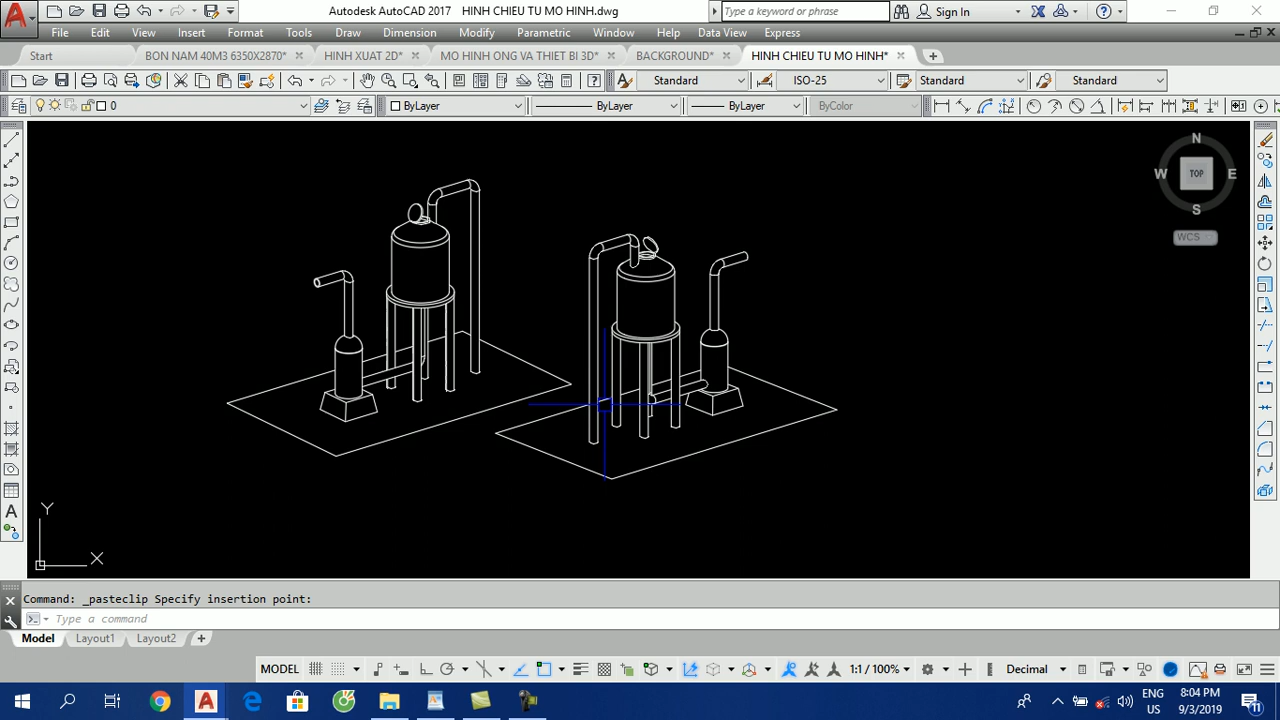 Autodesk AutoCAD 2017 HINH CHIEU TU MO HINH.dwg
Type a keyword or phrase
Sign In
File Edit View Insert Format Tools Draw Dimension Modify Parametric Window Help Data View Express
Start BON NAM 40M3 6350X2870* HINH XUAT 2D* MO HINH ONG VA THIET BI 3D* BACKGROUND* HINH CHIEU TU MO HINH*
Standard ISO-25 Standard Standard
0 ByLayer ByLayer ByLayer ByColor
N
W TOP E
S
WCS
Y
X
Command: _pasteclip Specify insertion point:
Type a command
Model Layout1 Layout2 +
MODEL 1:1 / 100% Decimal
ENG 8:04 PM
US 9/3/2019 11